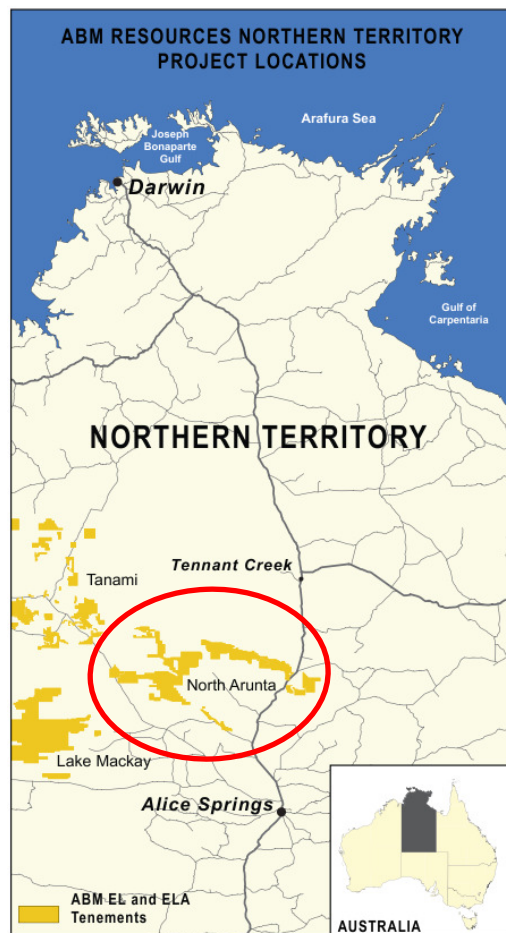 ABM RESOURCES NORTHERN TERRITORY
PROJECT LOCATIONS
Arafura Sea
Joseph
Bonaparte
Gulf
Darwin
Gulf of
Carpentaria
NORTHERN TERRITORY
Tennant Creek
Tanami
North Arunta
Lake Mackay
Alice Springs
ABM EL and ELA
Tenements
AUSTRALIA